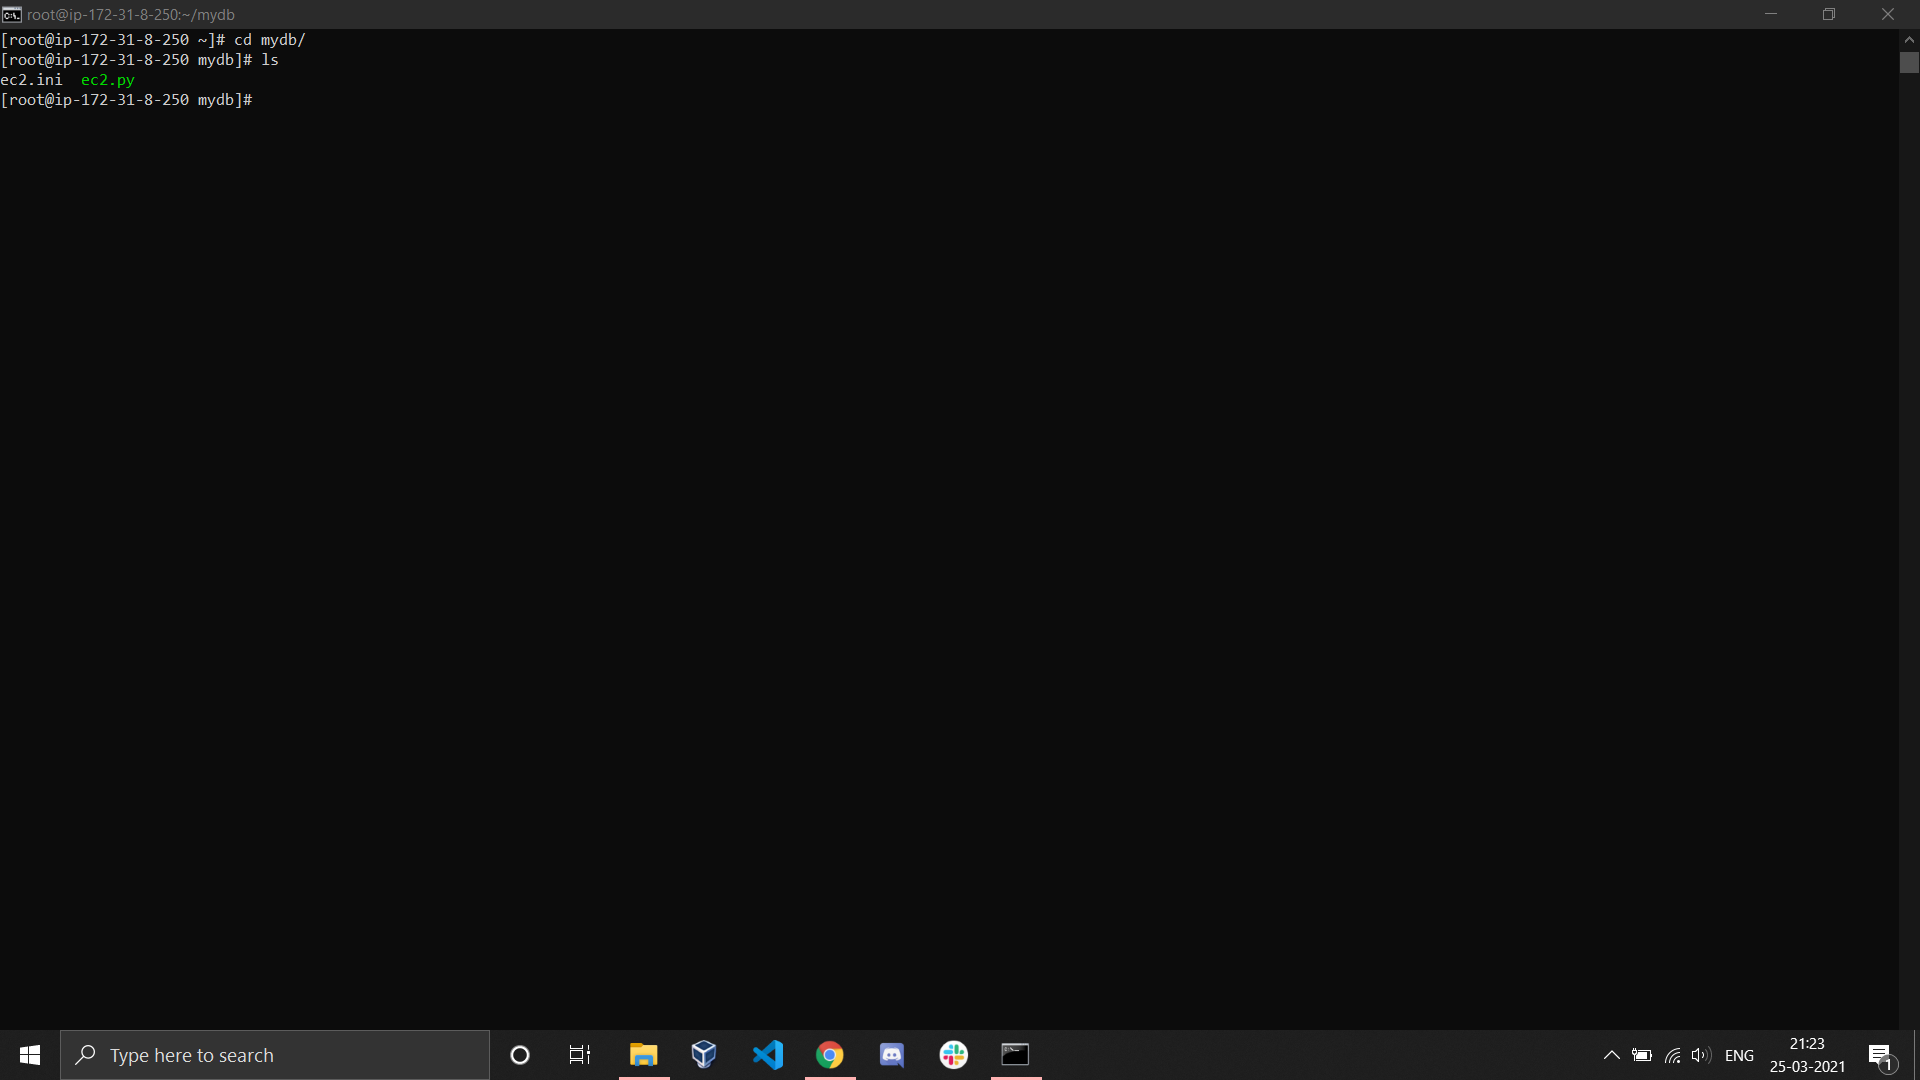 root@ip-172-31-8-250:~/mydb
[root@ip-172-31-8-250 ~]# cd mydb/
[root@ip-172-31-8-250 mydb]# ls
ec2.ini  ec2.py
[root@ip-172-31-8-250 mydb]#
Type here to search
ENG
21:23
25-03-2021
1